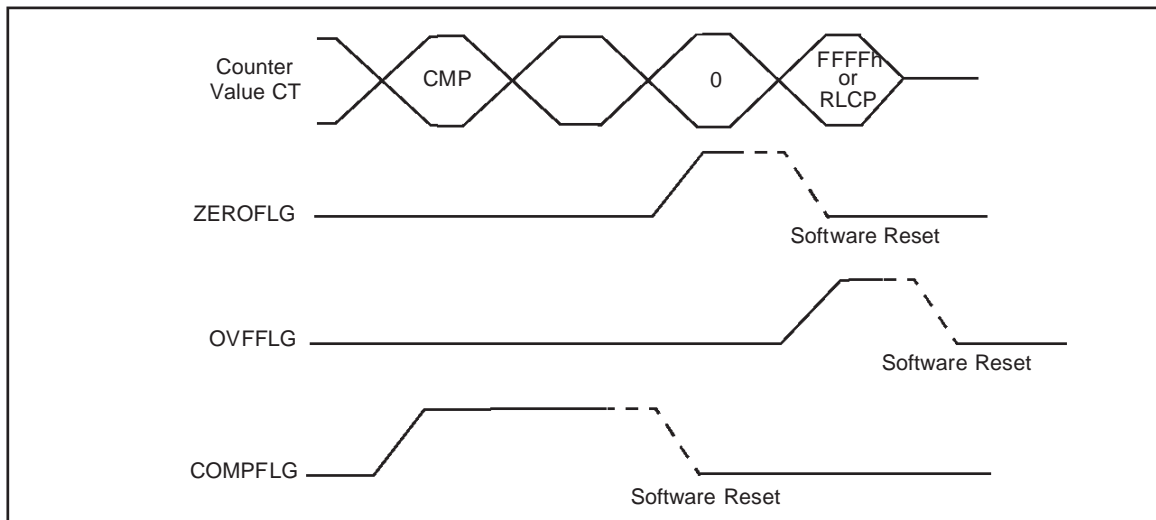 Counter
Value CT
CMP
0
FFFFh
or
RLCP
ZEROFLG
Software Reset
OVFFLG
Software Reset
COMPFLG
Software Reset